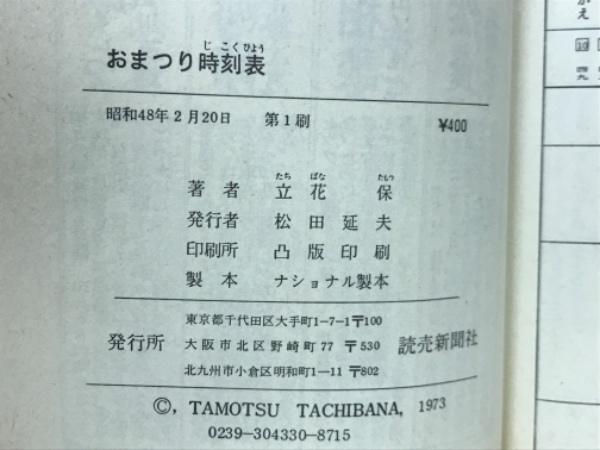 おまつり時刻表
じこくひょう
昭和48年2月20日 第1刷 ¥400
たちばな たもつ
著者 立花 保
発行者 松田延夫
印刷所 凸版印刷
製本 ナショナル製本
東京都千代田区大手町1-7-1〒100
発行所 大阪市北区野崎町77 〒530 読売新聞社
北九州市小倉区明和町1-11 〒802
©, TAMOTSU TACHIBANA, 1973
0239-304330-8715
え